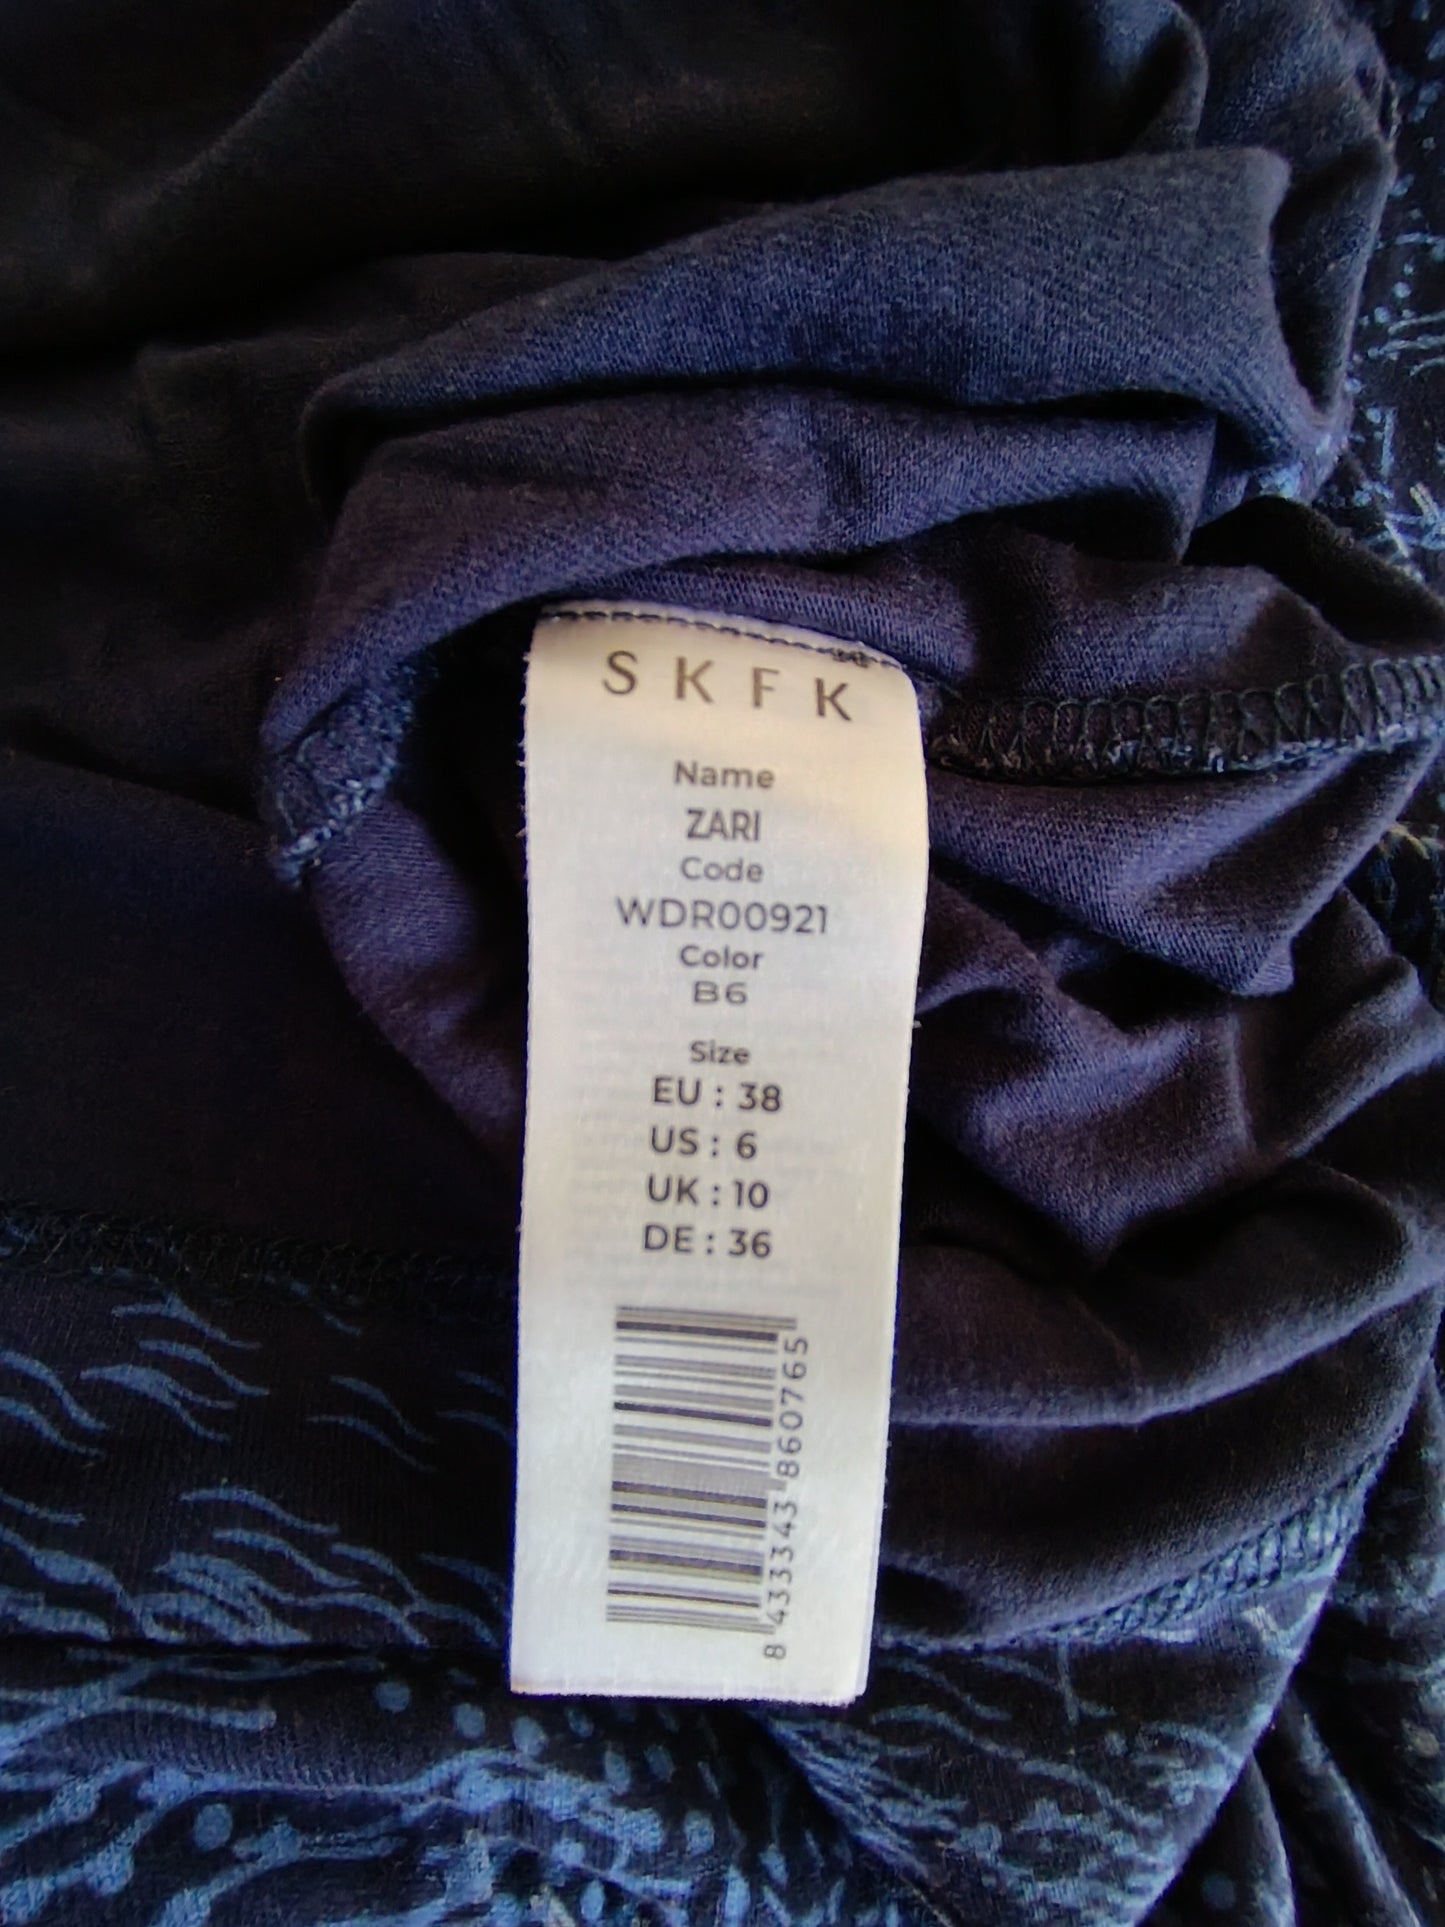 SKFK
Name
ZARI
Code
WDR00921
Color
B6
Size
EU : 38
US : 6
UK : 10
DE : 36
8 433343 860765